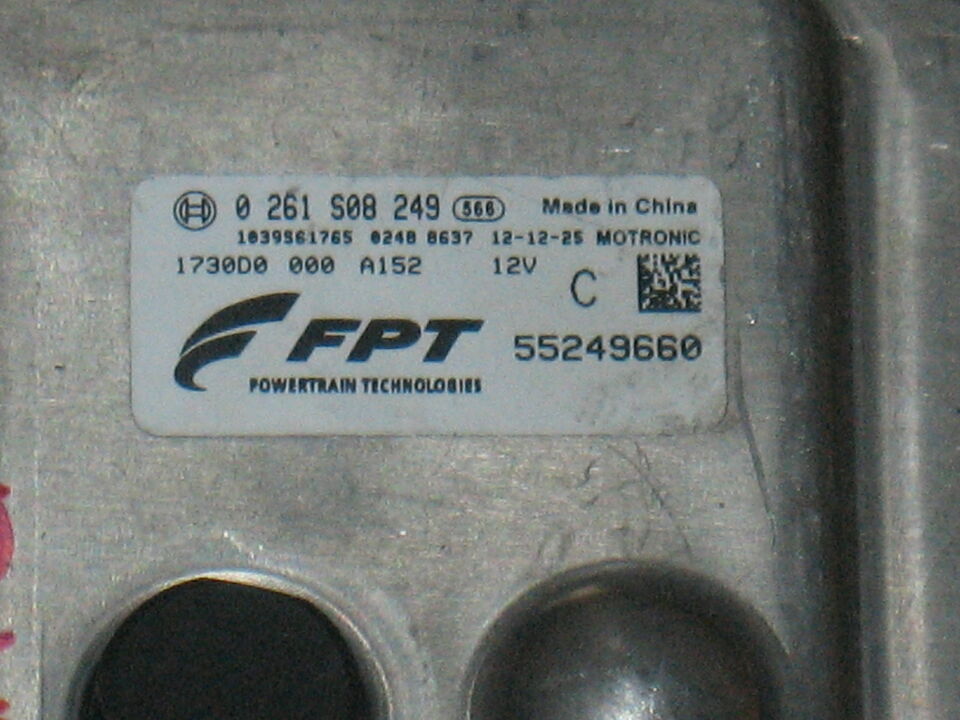 0 261 S08 249 566 Made in China
1039S61765 0248 8637 12-12-25 MOTRONIC
1730D0 000 A152 12V
C
FPT 55249660
POWERTRAIN TECHNOLOGIES